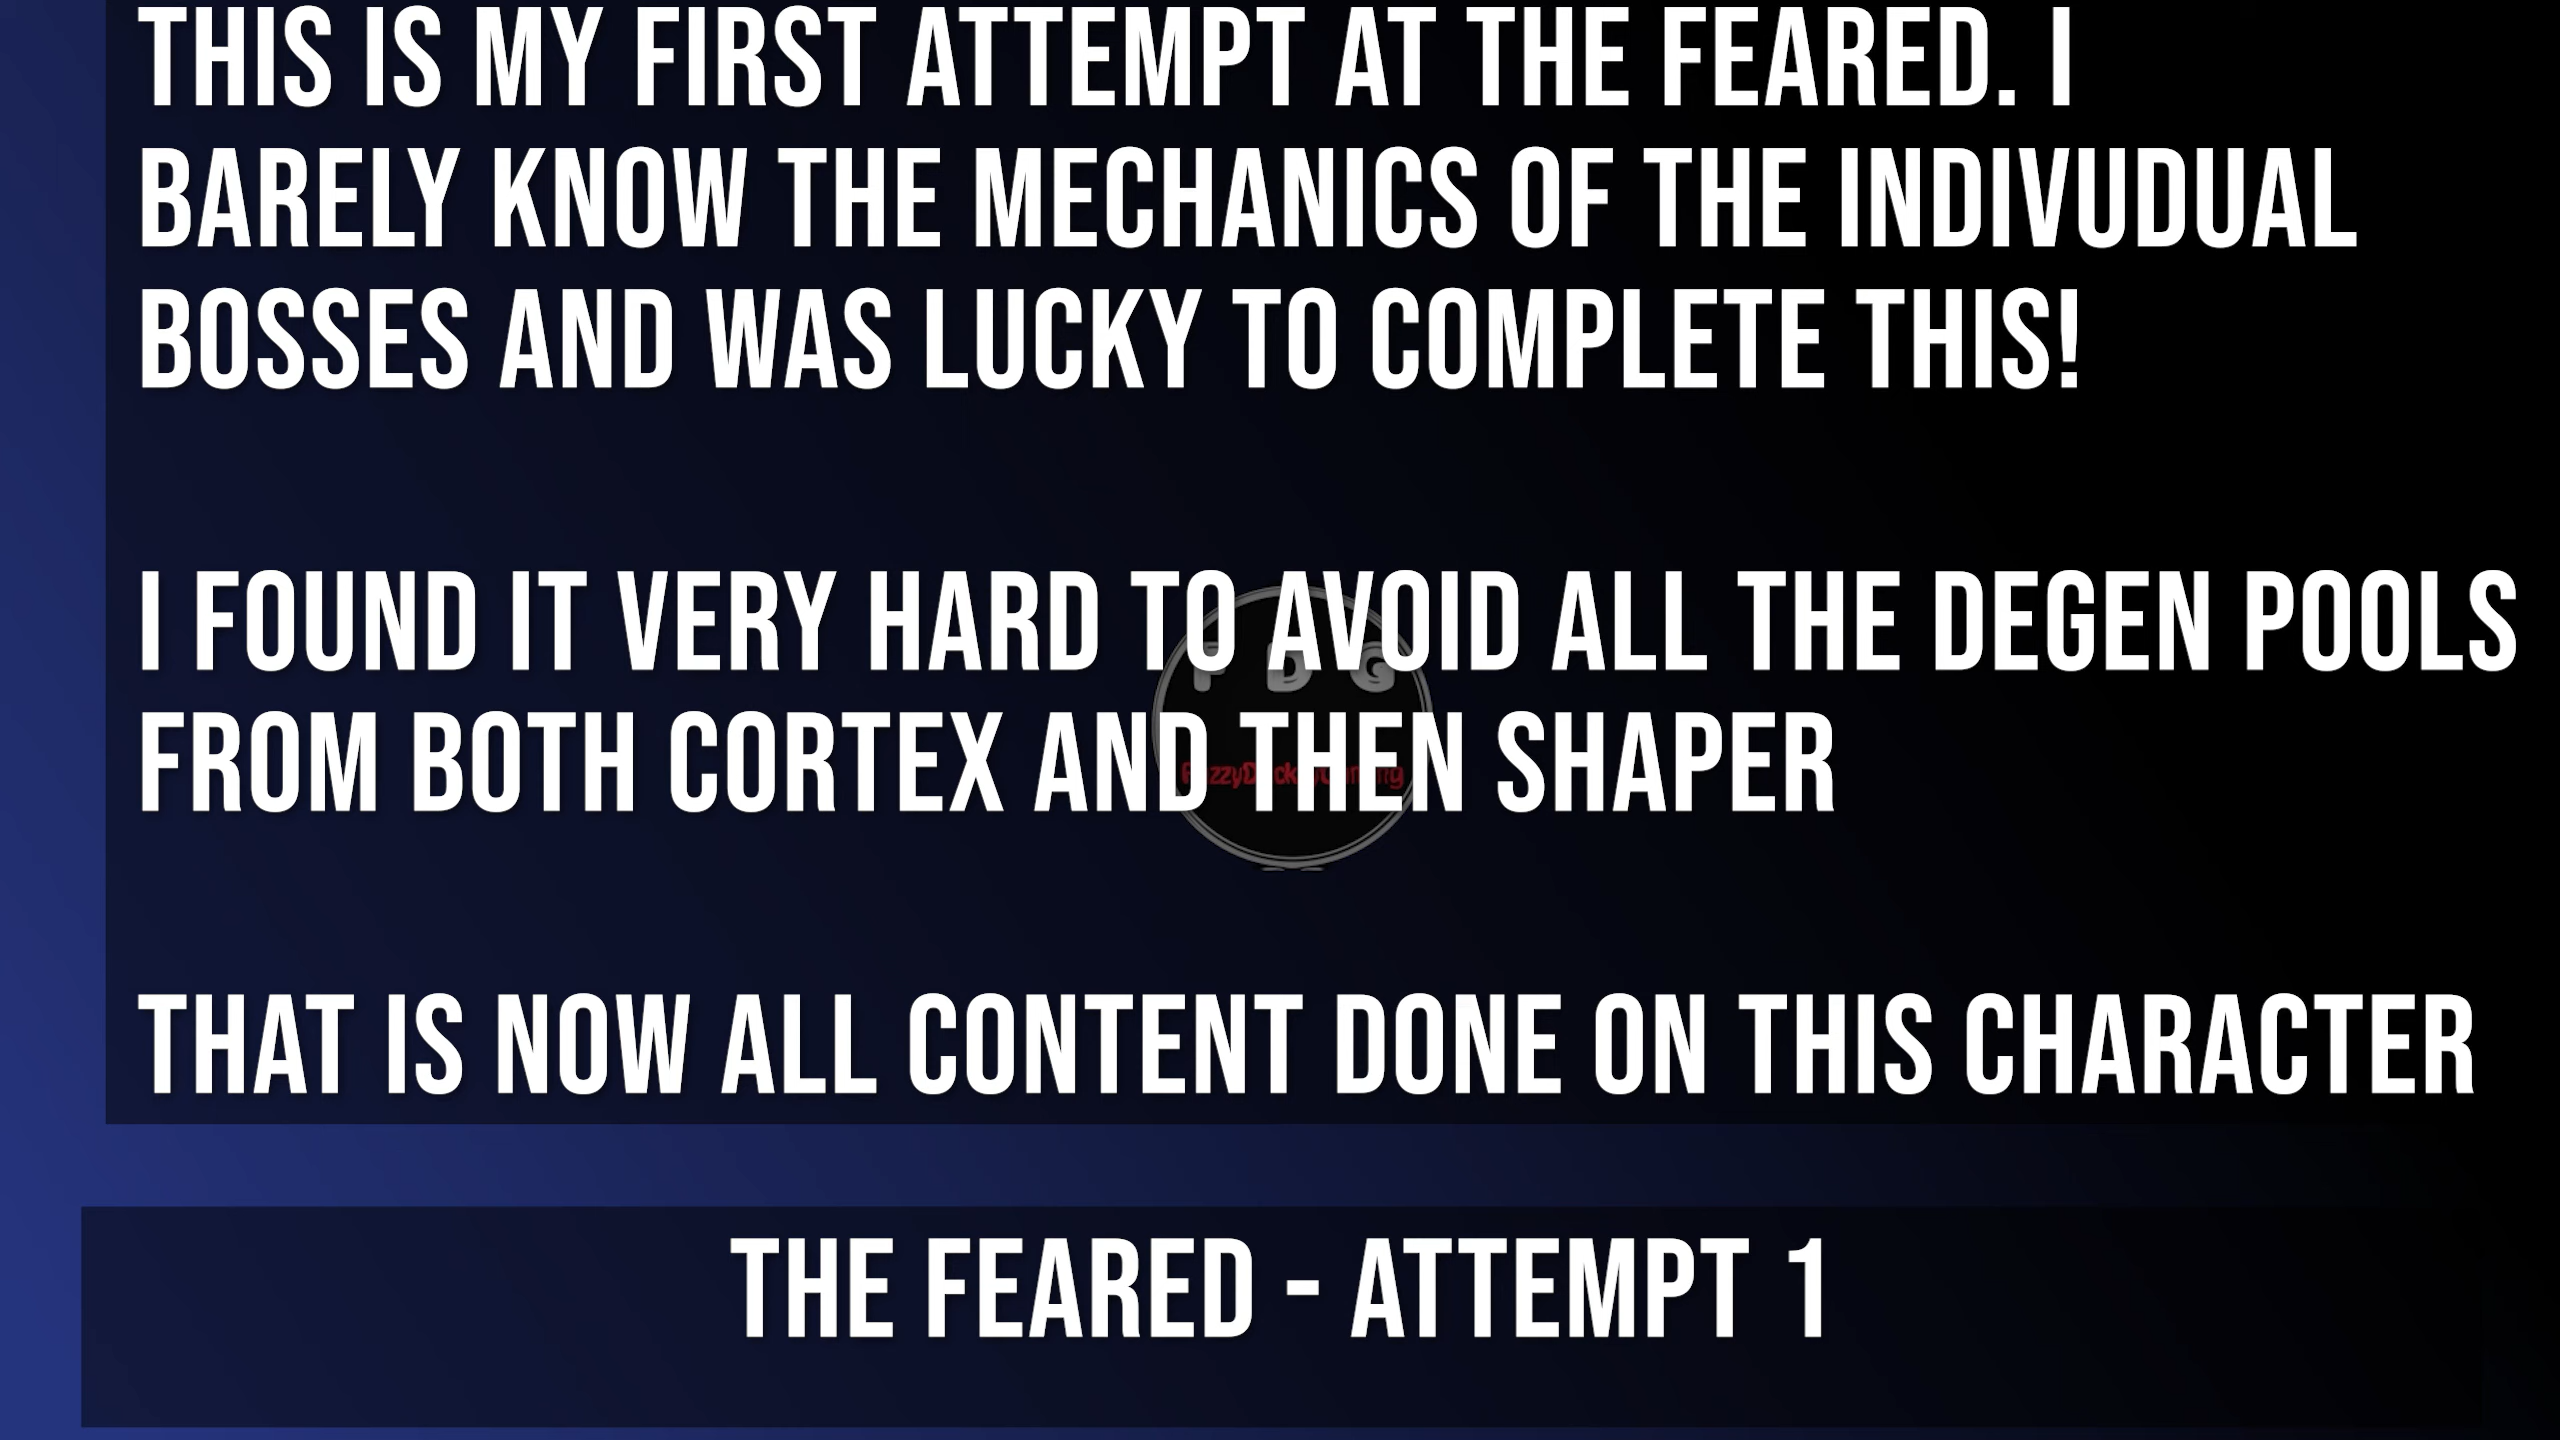 THIS IS MY FIRST ATTEMPT AT THE FEARED. I
BARELY KNOW THE MECHANICS OF THE INDIVUDUAL
BOSSES AND WAS LUCKY TO COMPLETE THIS!
I FOUND IT VERY HARD TO AVOID ALL THE DEGEN POOLS
FROM BOTH CORTEX AND THEN SHAPER
THAT IS NOW ALL CONTENT DONE ON THIS CHARACTER
THE FEARED - ATTEMPT 1